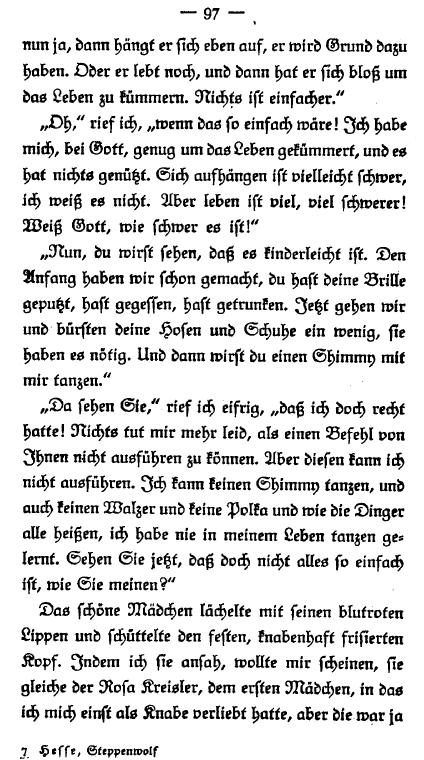 — 97 —
nun ja, dann hängt er sich eben auf, er wird Grund dazu
haben. Oder er lebt noch, und dann hat er sich bloß um
das Leben zu kümmern. Nichts ist einfacher.“
„Oh,“ rief ich, „wenn das so einfach wäre! Ich habe
mich, bei Gott, genug um das Leben gekümmert, und es
hat nichts genützt. Sich aufhängen ist vielleicht schwer,
ich weiß es nicht. Aber leben ist viel, viel schwerer!
Weiß Gott, wie schwer es ist!“
„Nun, du wirst sehen, daß es kinderleicht ist. Den
Anfang haben wir schon gemacht, du hast deine Brille
geputzt, hast gegessen, hast getrunken. Jetzt gehen wir
und bürsten deine Hosen und Schuhe ein wenig, sie
haben es nötig. Und dann wirst du einen Shimmy mit
mir tanzen.“
„Da sehen Sie,“ rief ich eifrig, „daß ich doch recht
hatte! Nichts tut mir mehr leid, als einen Befehl von
Ihnen nicht ausführen zu können. Aber diesen kann ich
nicht ausführen. Ich kann keinen Shimmy tanzen, und
auch keinen Walzer und keine Polka und wie die Dinger
alle heißen, ich habe nie in meinem Leben tanzen ge-
lernt. Sehen Sie jetzt, daß doch nicht alles so einfach
ist, wie Sie meinen?“
Das schöne Mädchen lächelte mit seinen blutroten
Lippen und schüttelte den festen, knabenhaft frisierten
Kopf. Indem ich sie ansah, wollte mir scheinen, sie
gleiche der Rosa Kreisler, dem ersten Mädchen, in das
ich mich einst als Knabe verliebt hatte, aber die war ja
7 Hesse, Steppenwolf